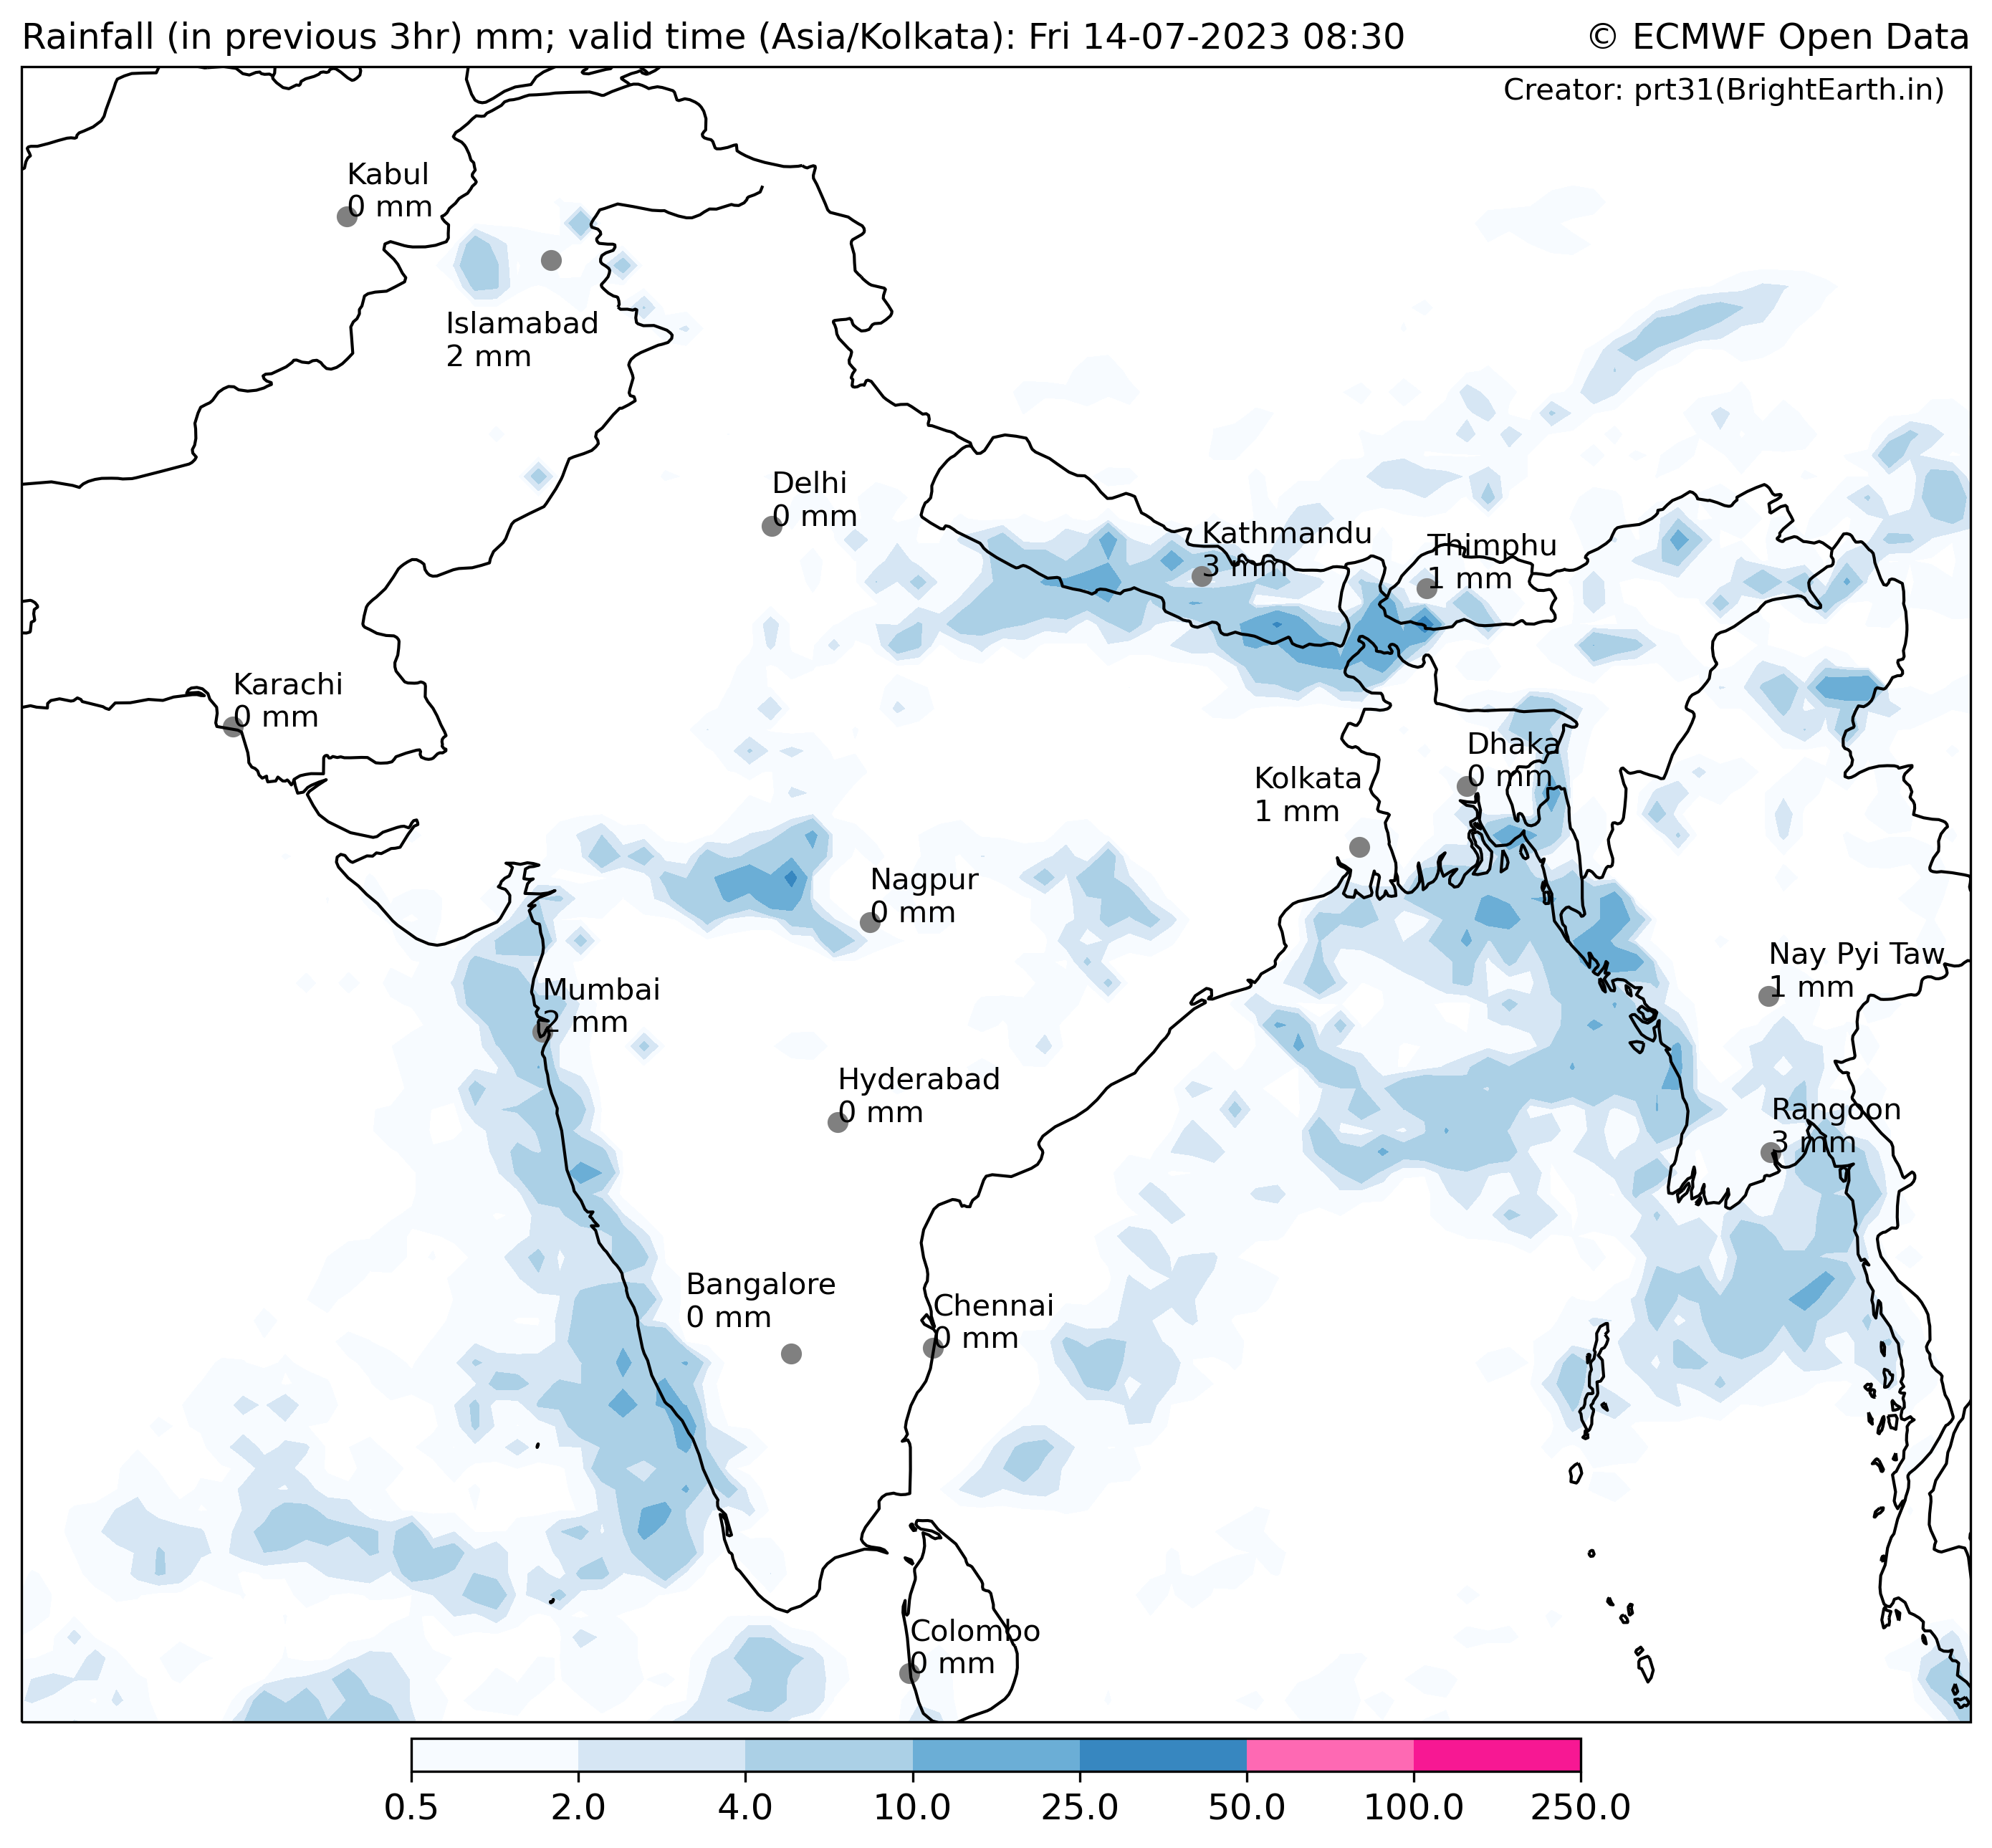 Rainfall (in previous 3hr) mm; valid time (Asia/Kolkata): Fri 14-07-2023 08:30
© ECMWF Open Data
Creator: prt31(BrightEarth.in)
Kabul
0 mm
Islamabad
2 mm
Delhi
0 mm
Kathmandu
3 mm
Thimphu
1 mm
Karachi
0 mm
Dhaka
0 mm
Kolkata
1 mm
Nagpur
0 mm
Nay Pyi Taw
1 mm
Mumbai
2 mm
Hyderabad
0 mm
Rangoon
3 mm
Bangalore
0 mm
Chennai
0 mm
Colombo
0 mm
0.5 2.0 4.0 10.0 25.0 50.0 100.0 250.0